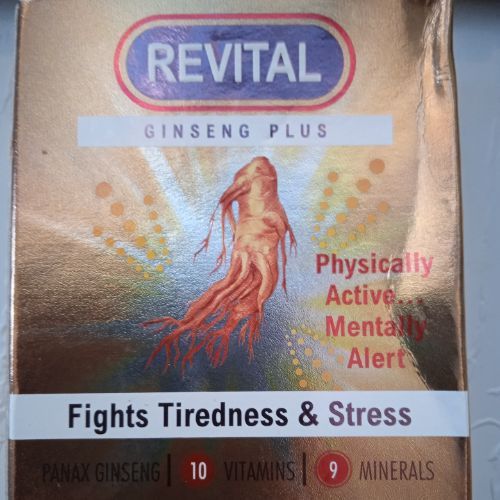 REVITAL
GINSENG PLUS
Physically
Active...
Mentally
Alert
Fights Tiredness & Stress
PANAX GINSENG | 10 VITAMINS | 9 MINERALS